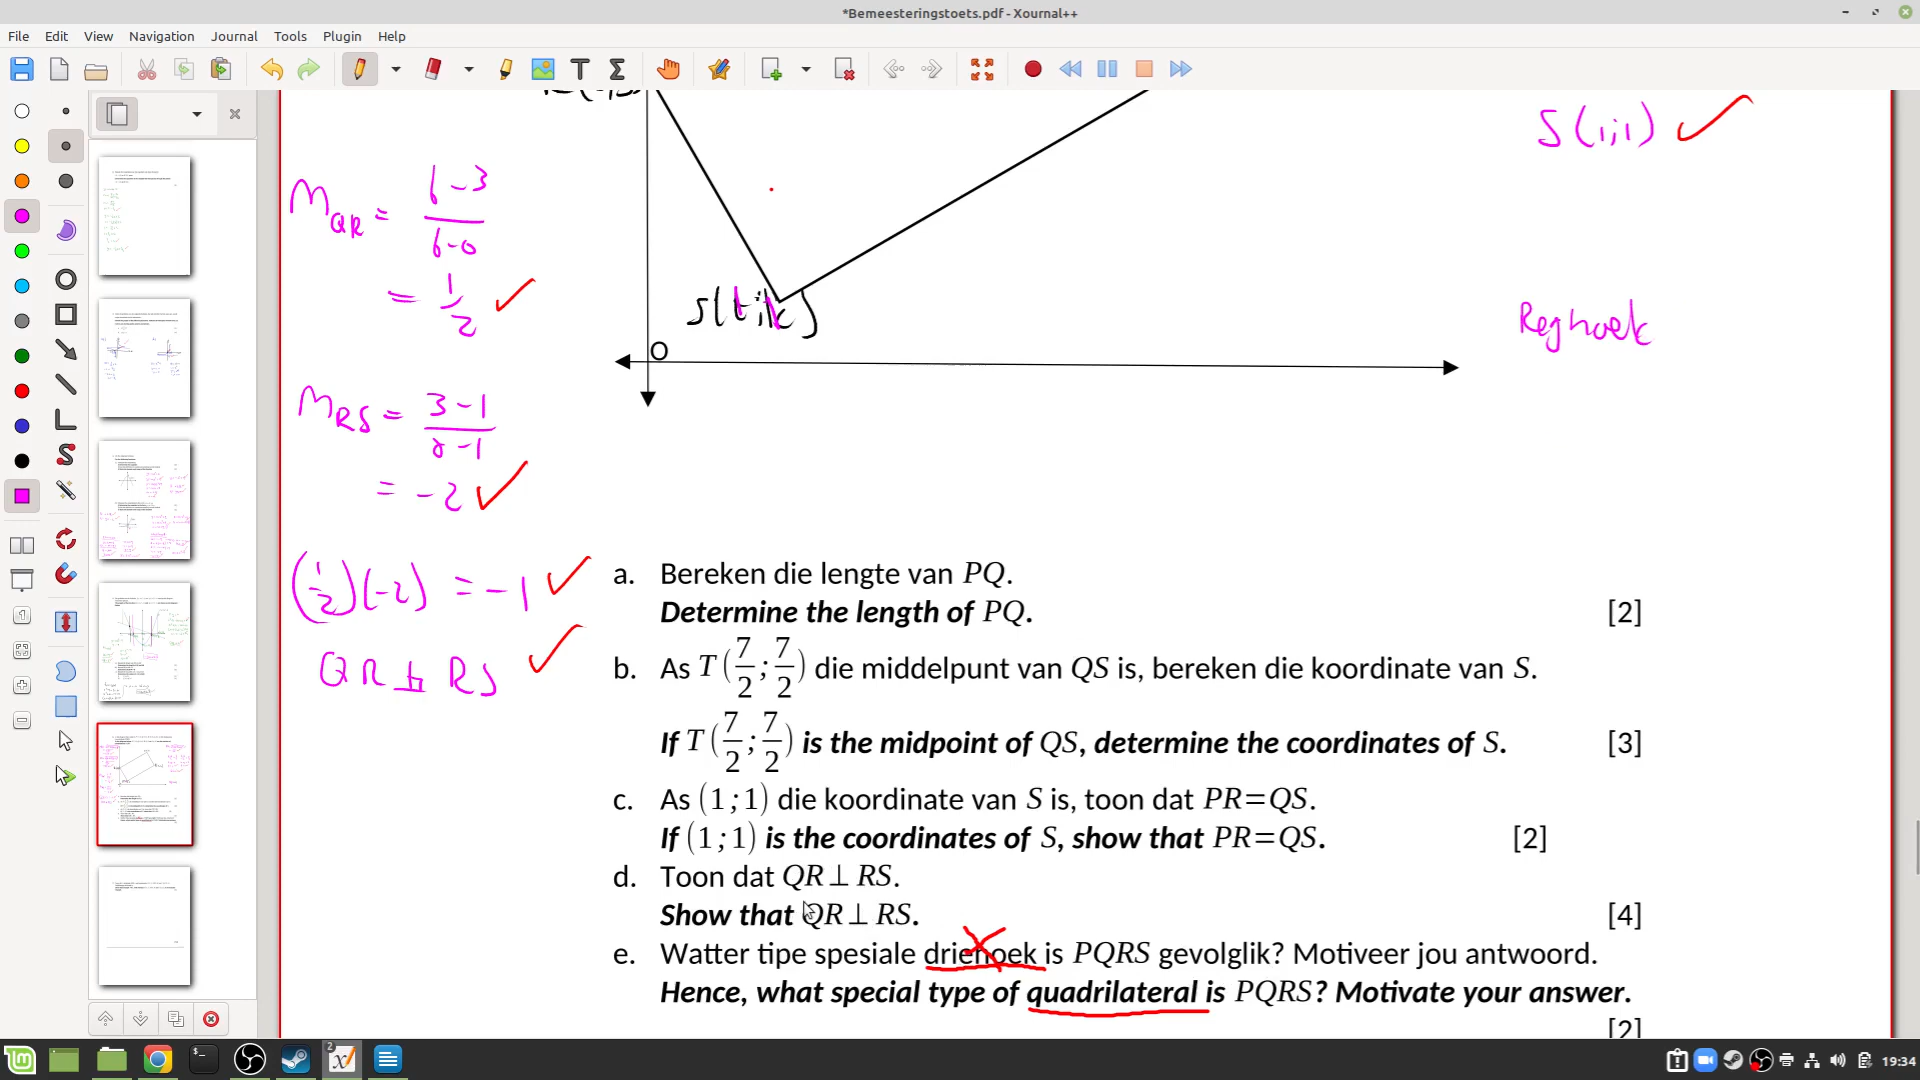 *Bemeesteringstoets.pdf - Xournal++
File Edit View Navigation Journal Tools Plugin Help
S(1;1)
M_QR = (6-3)/(6-0)
= 1/2
S(t;k)
O
Reghoek
M_RS = (3-1)/(0-1)
= -2
(1/2)(-2) = -1
QR ⊥ RS
a. Bereken die lengte van PQ.
Determine the length of PQ. [2]
b. As T(7/2;7/2) die middelpunt van QS is, bereken die koordinate van S.
If T(7/2;7/2) is the midpoint of QS, determine the coordinates of S. [3]
c. As (1;1) die koordinate van S is, toon dat PR=QS.
If (1;1) is the coordinates of S, show that PR=QS. [2]
d. Toon dat QR⊥RS.
Show that QR⊥RS. [4]
e. Watter tipe spesiale driehoek is PQRS gevolglik? Motiveer jou antwoord.
Hence, what special type of quadrilateral is PQRS? Motivate your answer.
[2]
19:34